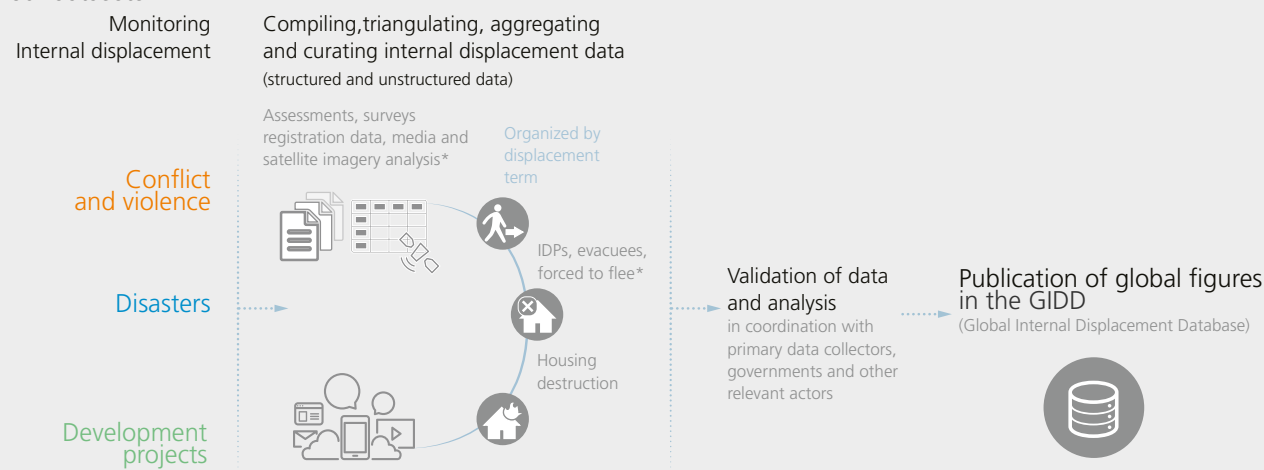 Monitoring
Internal displacement
Compiling,triangulating, aggregating
and curating internal displacement data
(structured and unstructured data)
Assessments, surveys
registration data, media and
satellite imagery analysis*
Organized by
displacement
term
Conflict
and violence
IDPs, evacuees,
forced to flee*
Disasters
Housing
destruction
Development
projects
Validation of data
and analysis
in coordination with
primary data collectors,
governments and other
relevant actors
Publication of global figures
in the GIDD
(Global Internal Displacement Database)